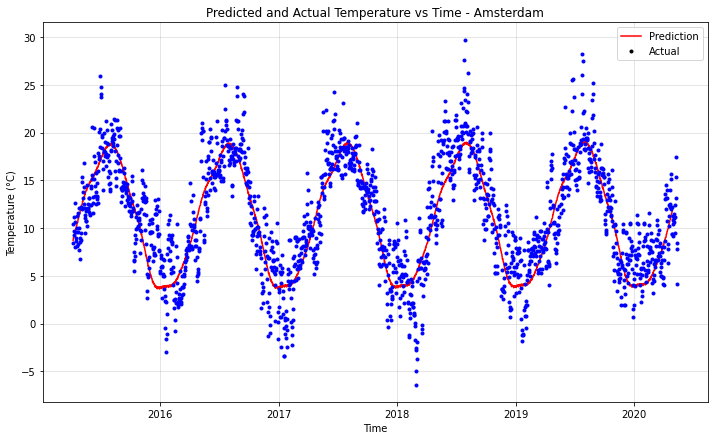 Predicted and Actual Temperature vs Time - Amsterdam
Prediction
Actual
Temperature (°C)
30
25
20
15
10
5
0
−5
2016
2017
2018
2019
2020
Time